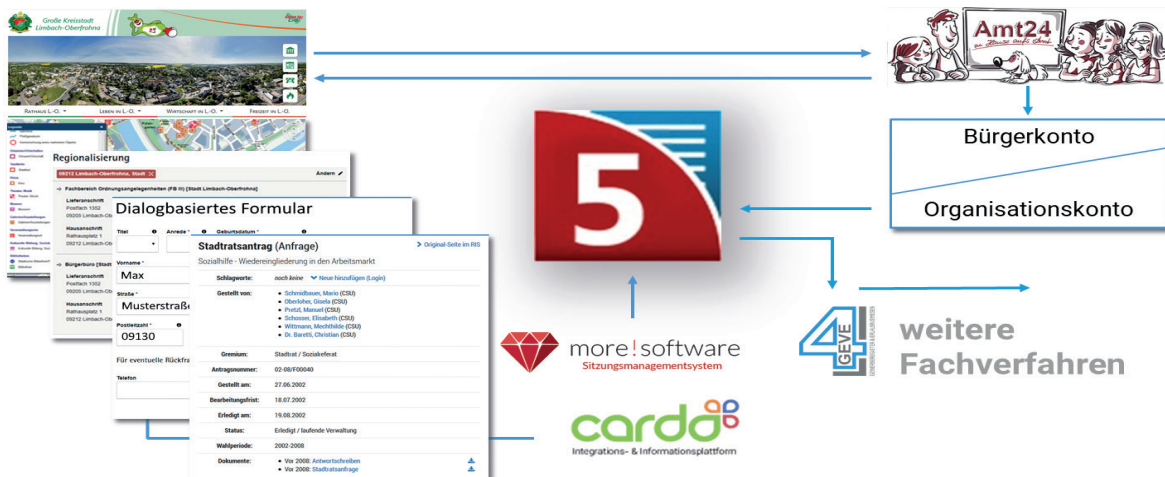 Große Kreisstadt
Limbach-Oberfrohna
RATHAUS L.-O.
LEBEN IN L.-O.
WIRTSCHAFT IN L.-O.
FREIZEIT IN L.-O.
Regionalisierung
09212 Limbach-Oberfrohna, Stadt
Ändern
Fachbereich Ordnungsangelegenheiten (FB III) [Stadt Limbach-Oberfrohna]
Lieferanschrift
Postfach 1352
09205 Limbach-Ob
Hausanschrift
Rathausplatz 1
09212 Limbach-Ob
Bürgerbüro [Stadt
Lieferanschrift
Postfach 1352
09205 Limbach-Ob
Hausanschrift
Rathausplatz 1
09212 Limbach-Ob
Dialogbasiertes Formular
Titel
Anrede *
Geburtsdatum *
Vorname *
Max
Straße *
Musterstraße
Postleitzahl *
09130
Für eventuelle Rückfra
Telefon
Stadtratsantrag (Anfrage)
Original-Seite im RIS
Sozialhilfe - Wiedereingliederung in den Arbeitsmarkt
Schlagworte: noch keine Neue hinzufügen (Login)
Gestellt von:
• Schmidbauer, Mario (CSU)
• Oberloher, Gisela (CSU)
• Pretzl, Manuel (CSU)
• Schosser, Elisabeth (CSU)
• Wittmann, Mechthilde (CSU)
• Dr. Baretti, Christian (CSU)
Gremium: Stadtrat / Sozialreferat
Antragsnummer: 02-08/F00040
Gestellt am: 27.06.2002
Bearbeitungsfrist: 18.07.2002
Erledigt am: 19.08.2002
Status: Erledigt / laufende Verwaltung
Wahlperiode: 2002-2008
Dokumente:
• Vor 2008: Antwortschreiben
• Vor 2008: Stadtratsanfrage
5
more!software
Sitzungsmanagementsystem
cardo
Integrations- & Informationsplattform
Amt24
Bürgerkonto
Organisationskonto
4
GEVE
weitere
Fachverfahren